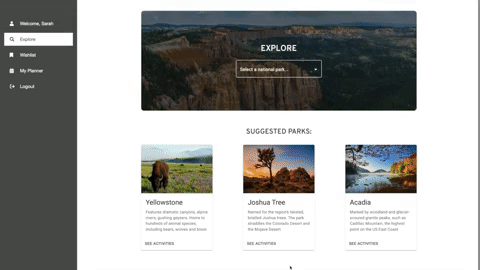 Welcome, Sarah
Explore
Wishlist
My Planner
Logout
EXPLORE
Select a national park...
SUGGESTED PARKS:
Yellowstone
Features dramatic canyons, alpine
rivers, gushing geysers. Home to
hundreds of animal species,
including bears, wolves and bison
SEE ACTIVITIES
Joshua Tree
Named for the region's twisted,
bristled Joshua trees. The park
straddles the Colorado Desert and
the Mojave Desert
SEE ACTIVITIES
Acadia
Marked by woodland and glacier-
scoured granite peaks, such as
Cadillac Mountain, the highest
point on the US East Coast
SEE ACTIVITIES